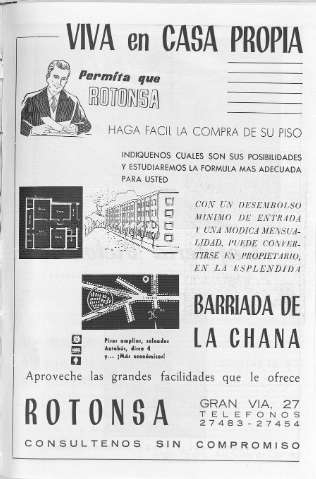 VIVA en CASA PROPIA
Permita que
ROTONSA
HAGA FACIL LA COMPRA DE SU PISO
INDIQUENOS CUALES SON SUS POSIBILIDADES
Y ESTUDIAREMOS LA FORMULA MAS ADECUADA
PARA USTED
CON UN DESEMBOLSO
MINIMO DE ENTRADA
Y UNA MODICA MENSUA-
LIDAD, PUEDE CONVER-
TIRSE EN PROPIETARIO,
EN LA ESPLENDIDA
BARRIADA DE
LA CHANA
Pisos amplios, soleados
Autobús, disco 4
y... ¡Más económicos!
Aproveche las grandes facilidades que le ofrece
ROTONSA
GRAN VIA, 27
TELEFONOS
27483 - 27454
CONSULTENOS SIN COMPROMISO